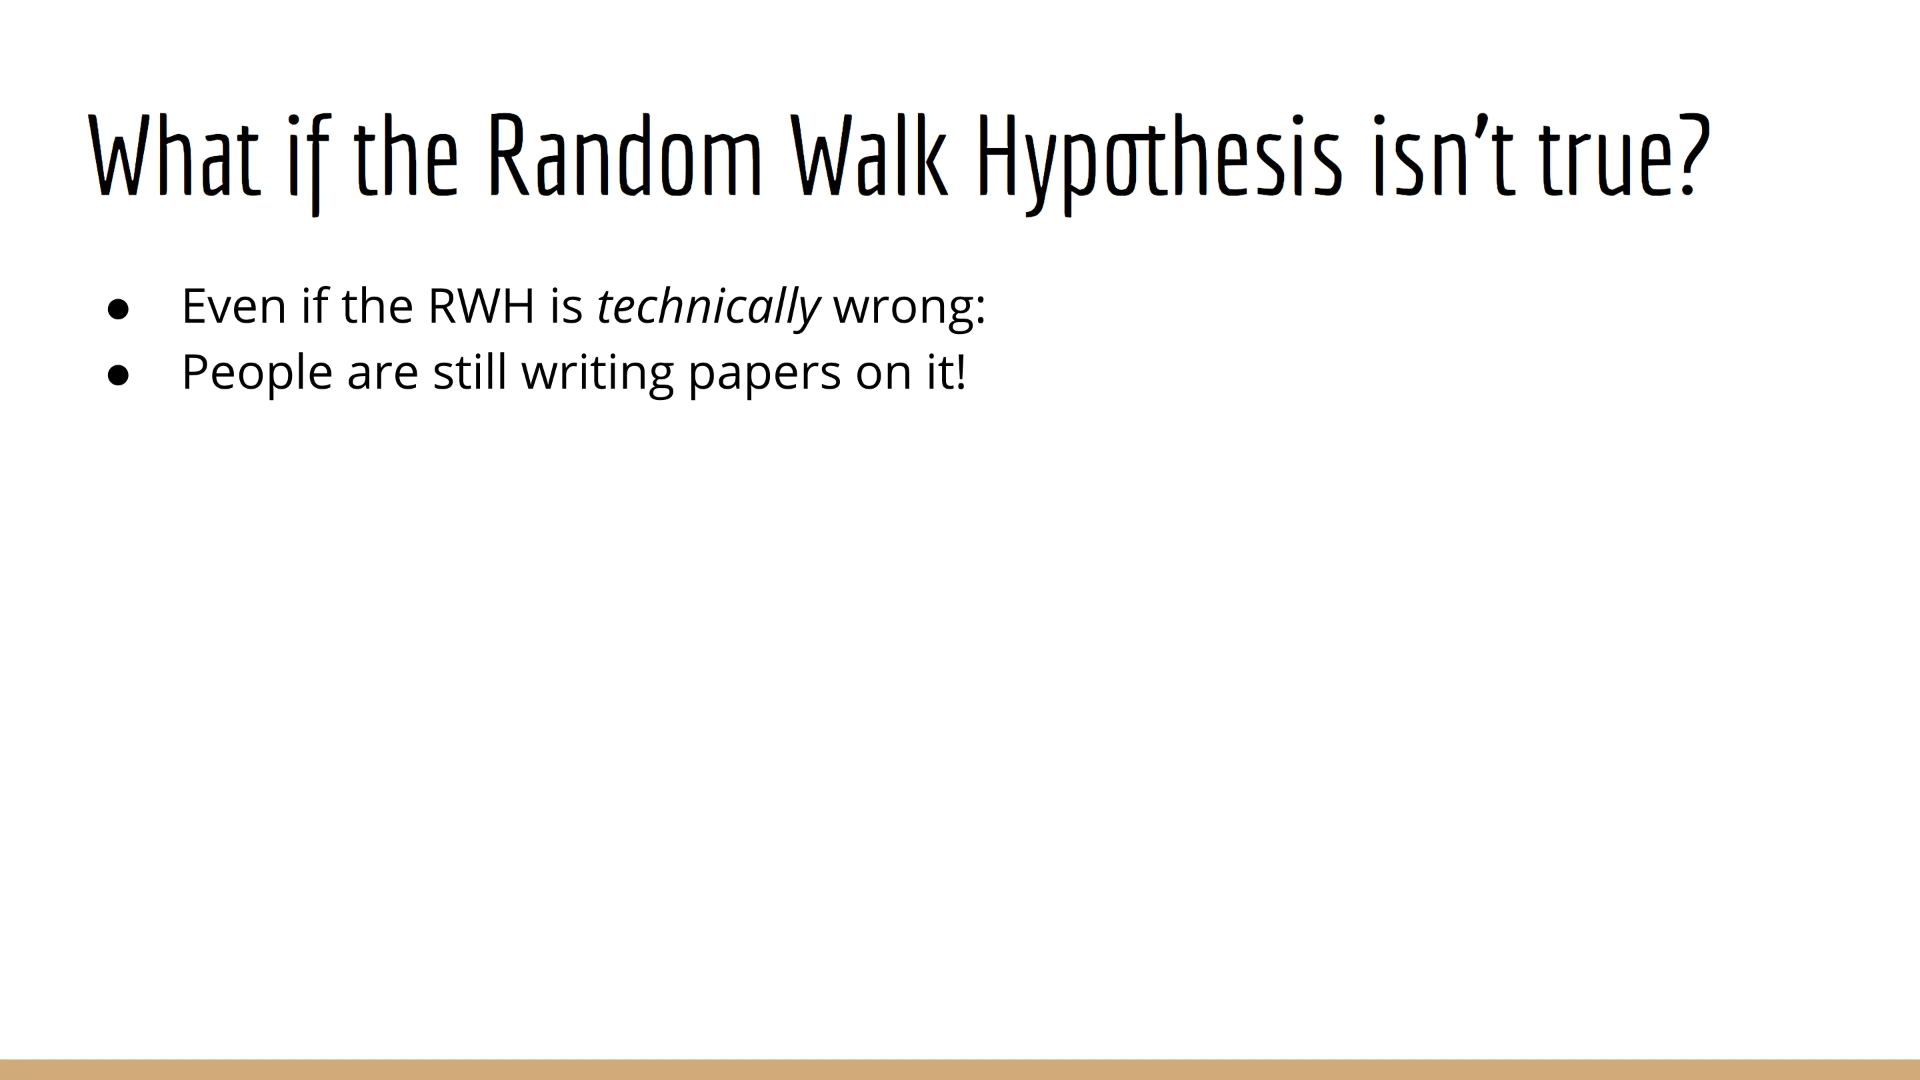 What if the Random Walk Hypothesis isn’t true?
● Even if the RWH is technically wrong:
● People are still writing papers on it!